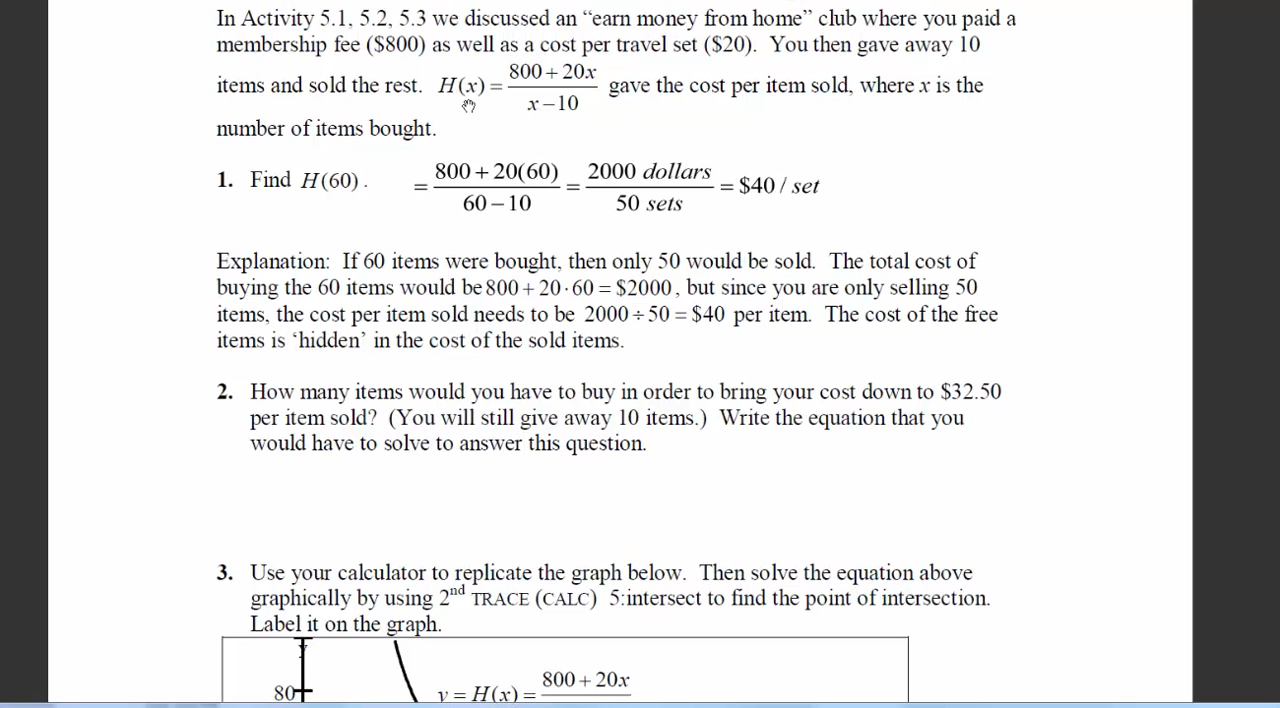 In Activity 5.1, 5.2, 5.3 we discussed an “earn money from home” club where you paid a
membership fee ($800) as well as a cost per travel set ($20). You then gave away 10
items and sold the rest. H(x) = (800 + 20x)/(x − 10) gave the cost per item sold, where x is the
number of items bought.
1. Find H(60). = (800 + 20(60))/(60 − 10) = (2000 dollars)/(50 sets) = $40 / set
Explanation: If 60 items were bought, then only 50 would be sold. The total cost of
buying the 60 items would be 800 + 20 · 60 = $2000, but since you are only selling 50
items, the cost per item sold needs to be 2000 ÷ 50 = $40 per item. The cost of the free
items is ‘hidden’ in the cost of the sold items.
2. How many items would you have to buy in order to bring your cost down to $32.50
per item sold? (You will still give away 10 items.) Write the equation that you
would have to solve to answer this question.
3. Use your calculator to replicate the graph below. Then solve the equation above
graphically by using 2nd TRACE (CALC) 5:intersect to find the point of intersection.
Label it on the graph.
80
y = H(x) = 800 + 20x